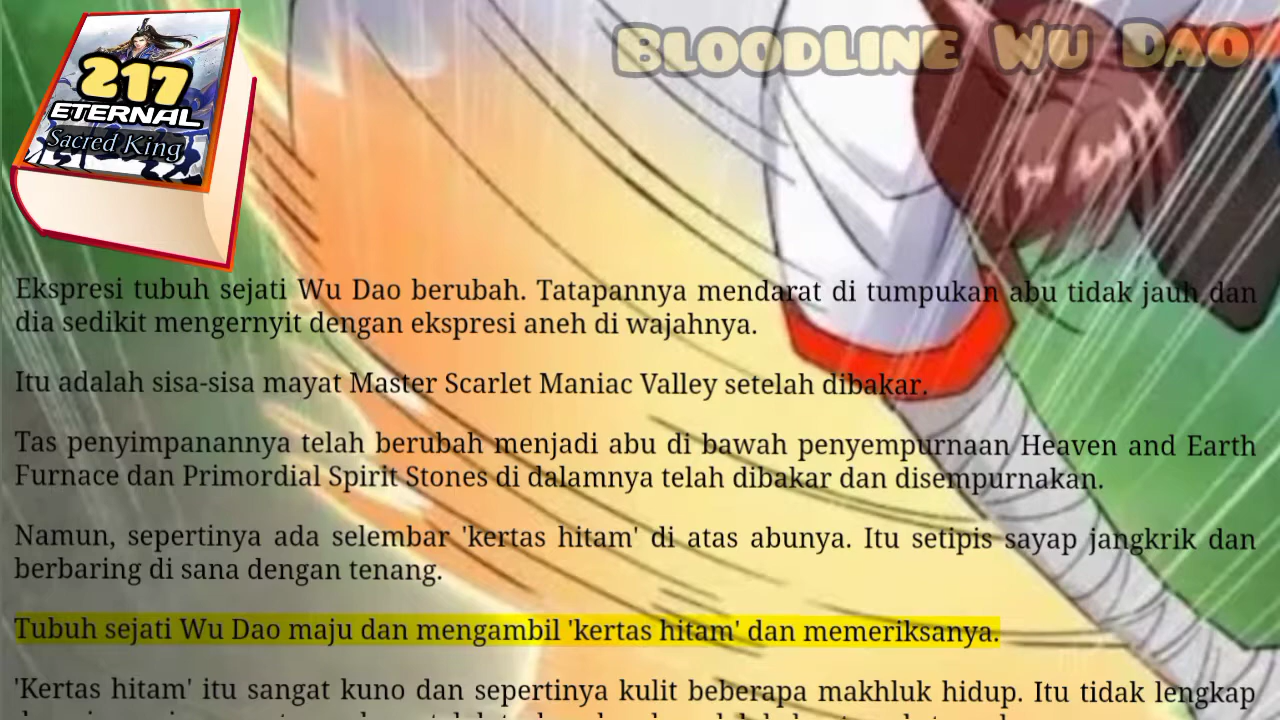 BLOODLINE WU DAO
217
ETERNAL
Sacred King
Ekspresi tubuh sejati Wu Dao berubah. Tatapannya mendarat di tumpukan abu tidak jauh dan
dia sedikit mengernyit dengan ekspresi aneh di wajahnya.
Itu adalah sisa-sisa mayat Master Scarlet Maniac Valley setelah dibakar.
Tas penyimpanannya telah berubah menjadi abu di bawah penyempurnaan Heaven and Earth
Furnace dan Primordial Spirit Stones di dalamnya telah dibakar dan disempurnakan.
Namun, sepertinya ada selembar 'kertas hitam' di atas abunya. Itu setipis sayap jangkrik dan
berbaring di sana dengan tenang.
Tubuh sejati Wu Dao maju dan mengambil 'kertas hitam' dan memeriksanya.
'Kertas hitam' itu sangat kuno dan sepertinya kulit beberapa makhluk hidup. Itu tidak lengkap